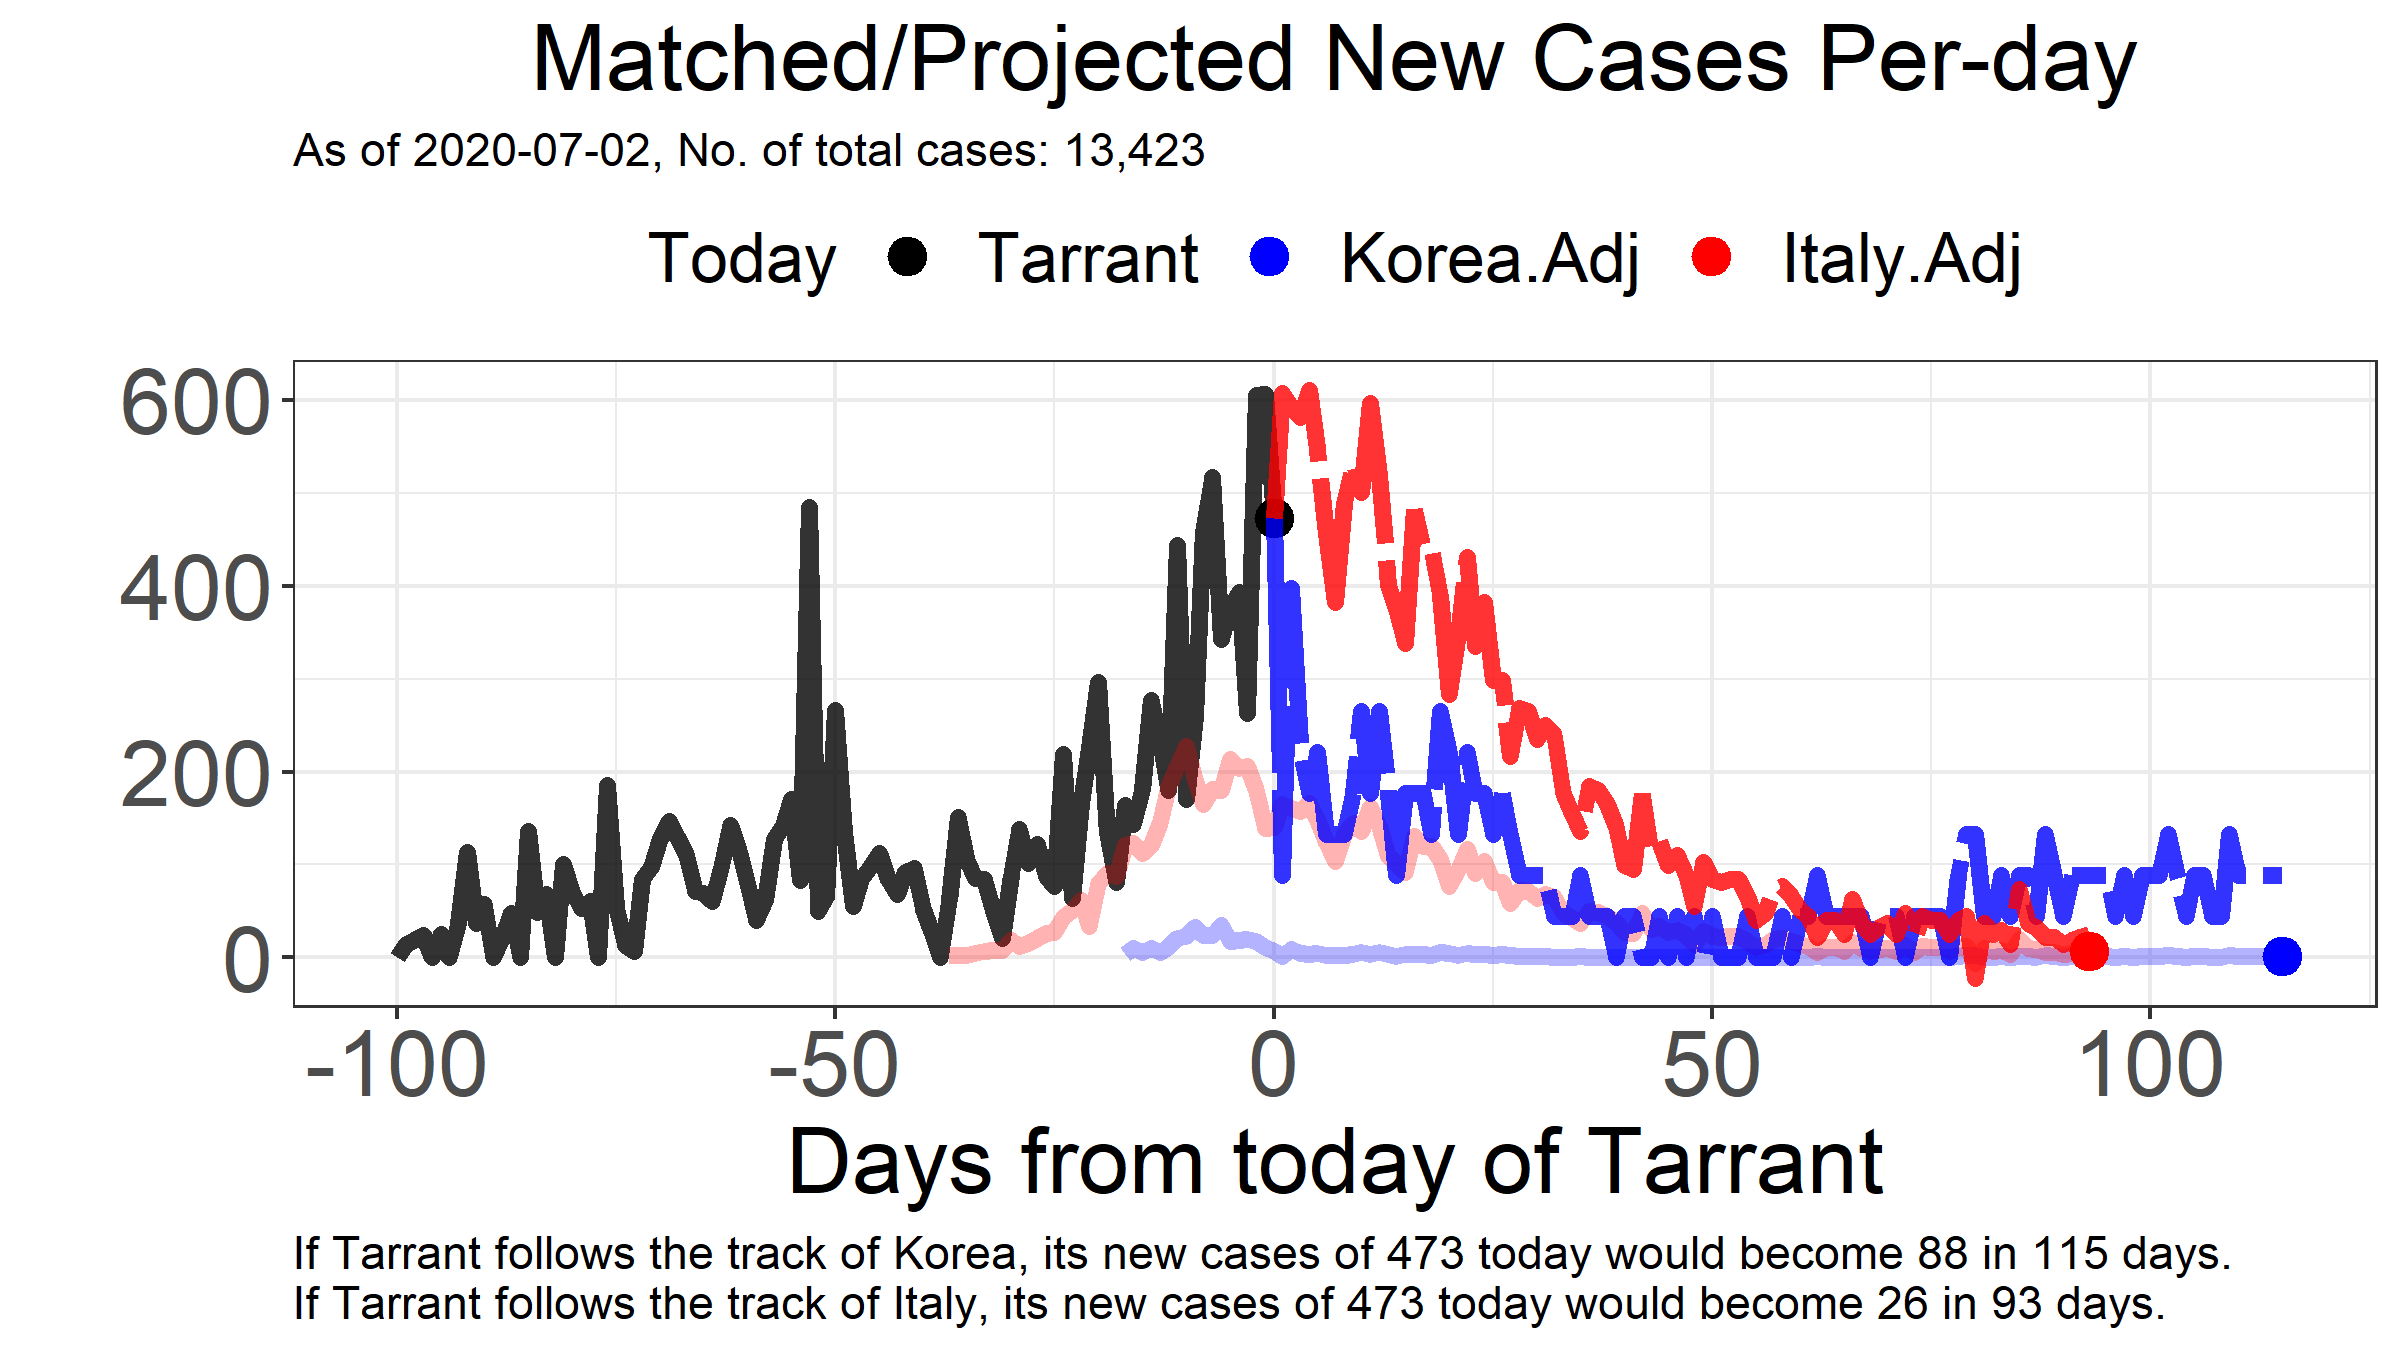 Matched/Projected New Cases Per-day
As of 2020-07-02, No. of total cases: 13,423
Today Tarrant Korea.Adj Italy.Adj
600
400
200
0
-100 -50 0 50 100
Days from today of Tarrant
If Tarrant follows the track of Korea, its new cases of 473 today would become 88 in 115 days.
If Tarrant follows the track of Italy, its new cases of 473 today would become 26 in 93 days.